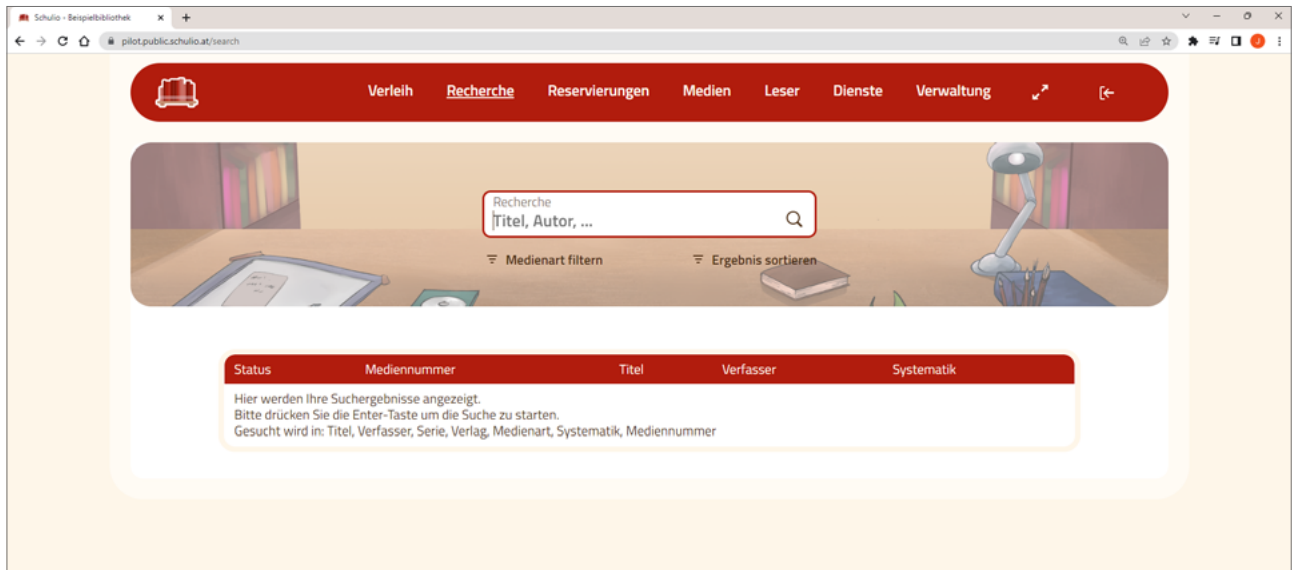 Schulio - Beispielbibliothek
pilot.public.schulio.at/search
J
Verleih Recherche Reservierungen Medien Leser Dienste Verwaltung
Recherche
Titel, Autor, ...
Medienart filtern Ergebnis sortieren
Status Mediennummer Titel Verfasser Systematik
Hier werden Ihre Suchergebnisse angezeigt.
Bitte drücken Sie die Enter-Taste um die Suche zu starten.
Gesucht wird in: Titel, Verfasser, Serie, Verlag, Medienart, Systematik, Mediennummer